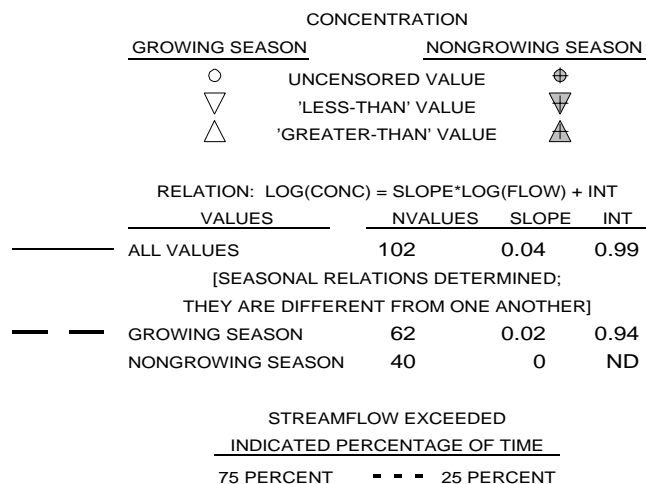 CONCENTRATION
GROWING SEASON NONGROWING SEASON
UNCENSORED VALUE
'LESS-THAN' VALUE
'GREATER-THAN' VALUE
RELATION: LOG(CONC) = SLOPE*LOG(FLOW) + INT
VALUES NVALUES SLOPE INT
ALL VALUES 102 0.04 0.99
[SEASONAL RELATIONS DETERMINED;
THEY ARE DIFFERENT FROM ONE ANOTHER]
GROWING SEASON 62 0.02 0.94
NONGROWING SEASON 40 0 ND
STREAMFLOW EXCEEDED
INDICATED PERCENTAGE OF TIME
75 PERCENT 25 PERCENT